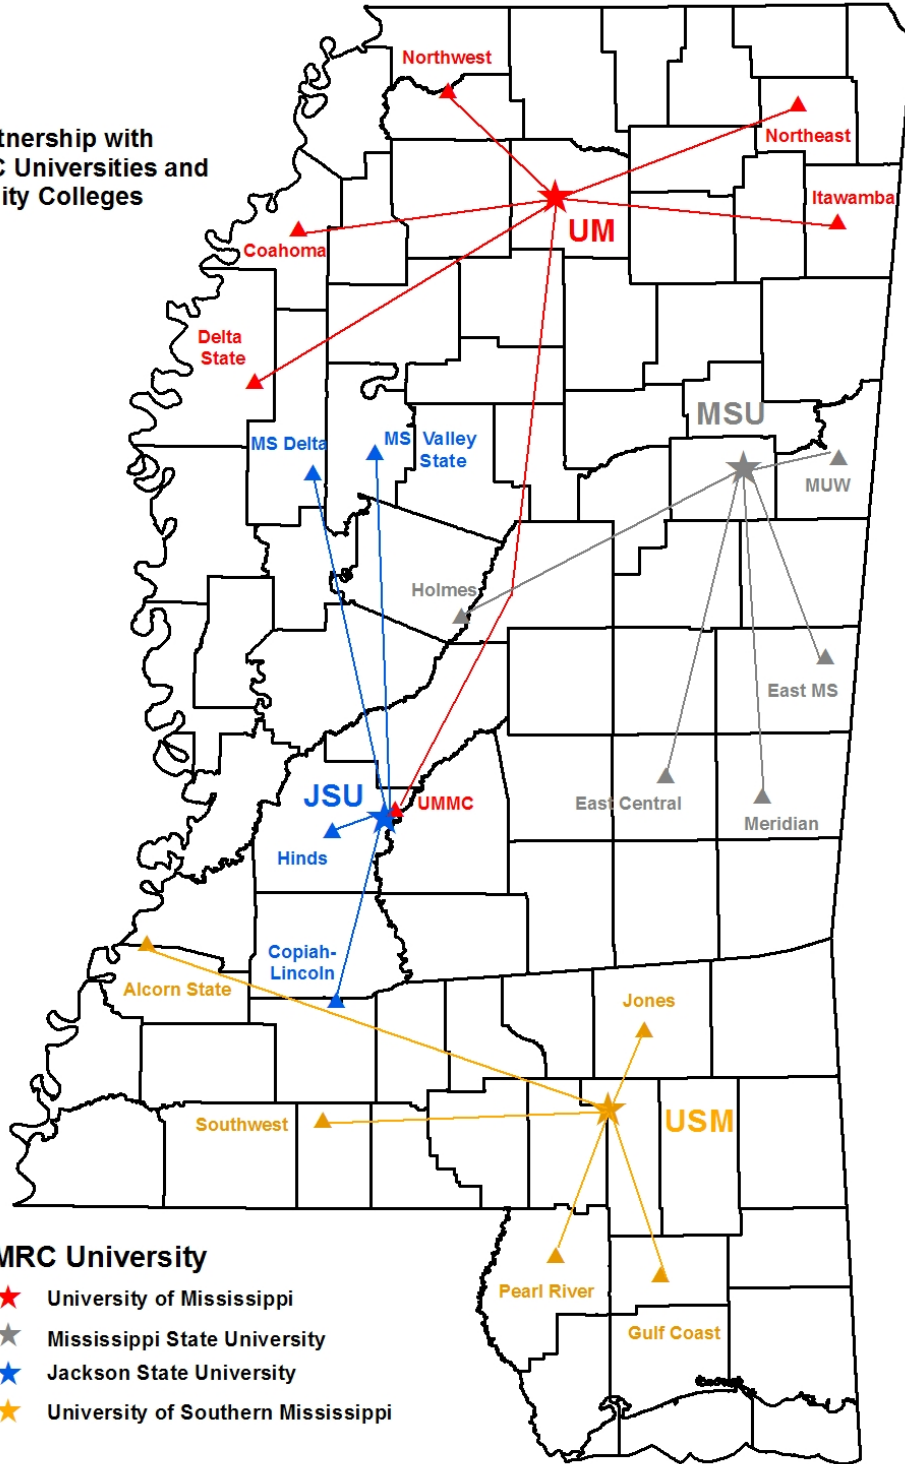 Northwest
tnership with
C Universities and
ity Colleges
Northeast
Itawamba
UM
Coahoma
Delta
State
MSU
MS Delta
MS Valley
State
MUW
Holmes
East MS
JSU
UMMC
East Central
Meridian
Hinds
Copiah-
Lincoln
Alcorn State
Jones
Southwest
USM
MRC University
Pearl River
University of Mississippi
Gulf Coast
Mississippi State University
Jackson State University
University of Southern Mississippi